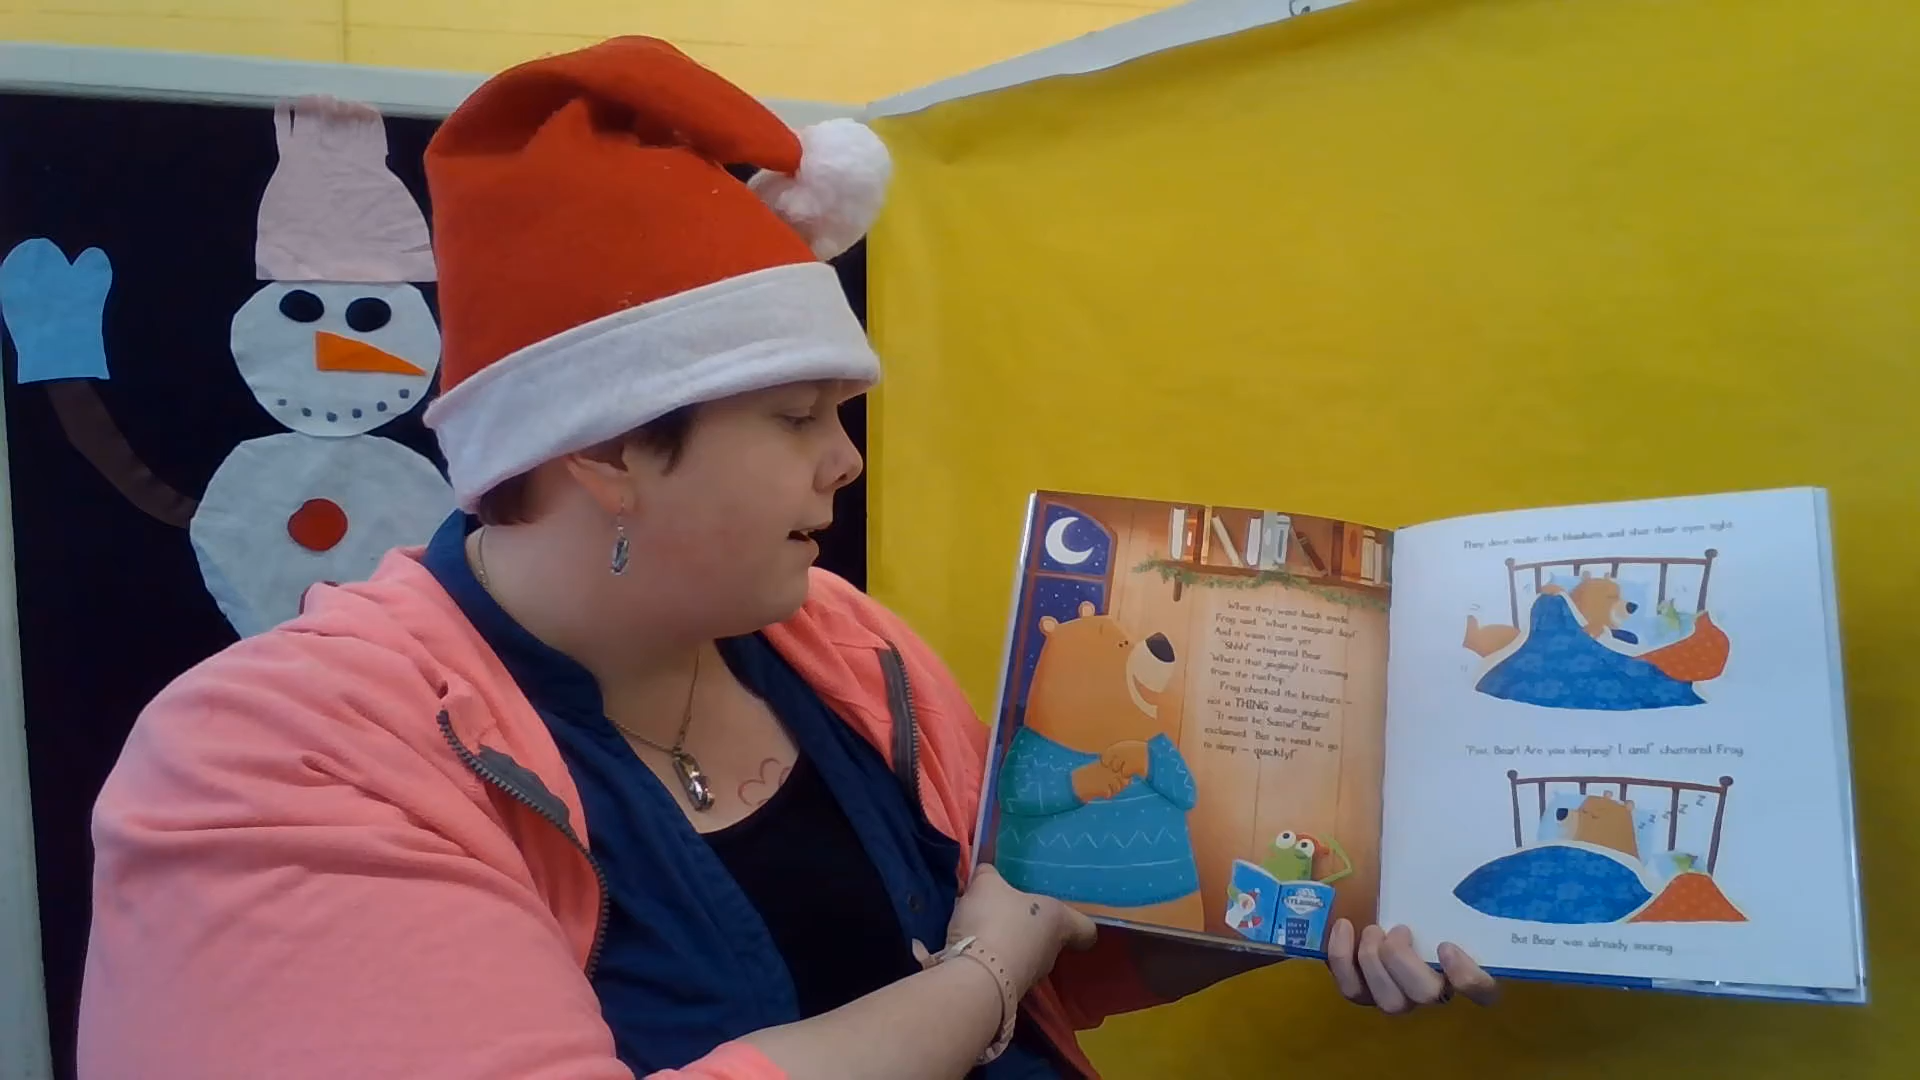 When they went back inside,
Frog said "What a magical day!"
And it wasn't over yet.
"Shhh!" whispered Bear.
"What's that jingling? It's coming
from the rooftop."
Frog checked the brochure –
not a THING about jingles!
"It must be Santa!" Bear
exclaimed. "But we need to go
to sleep – quickly!"
They dove under the blankets and shut their eyes tight.
"Psst, Bear! Are you sleeping? I am!" chattered Frog.
z z z z Z
But Bear was already snoring.